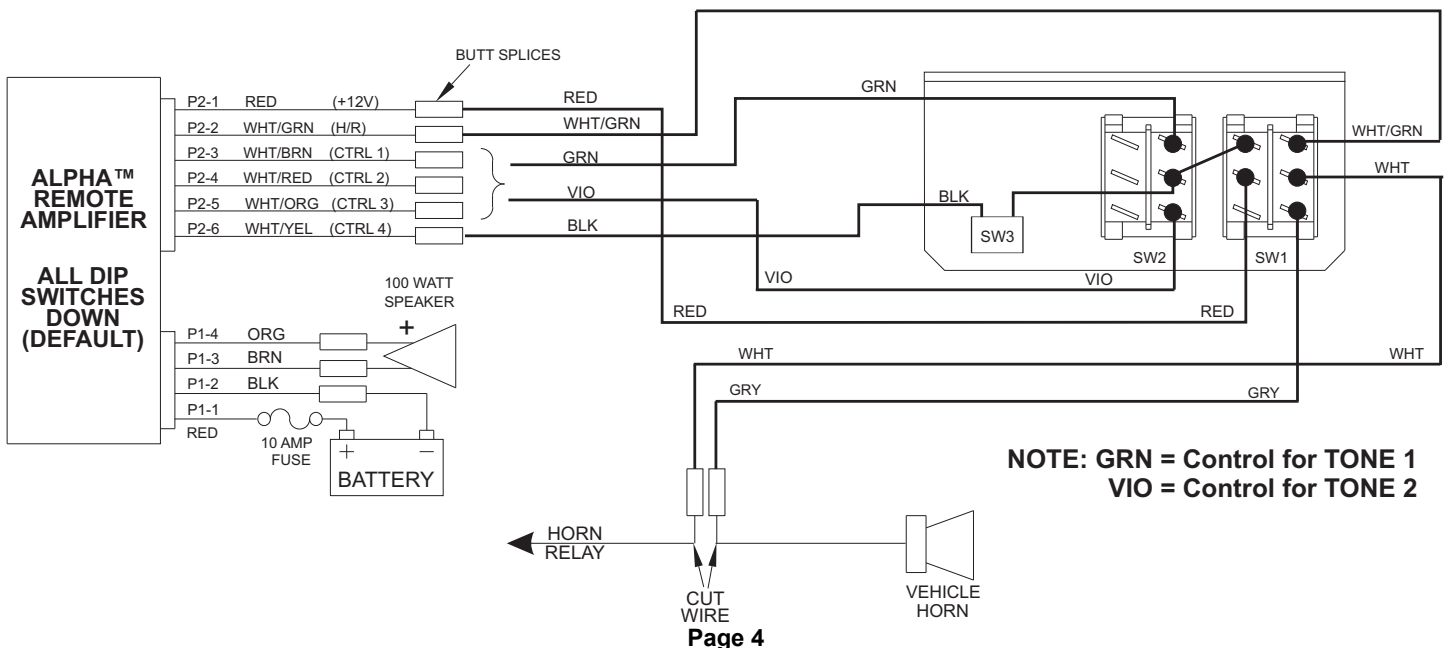 BUTT SPLICES
P2-1 RED (+12V)
P2-2 WHT/GRN (H/R)
P2-3 WHT/BRN (CTRL 1)
P2-4 WHT/RED (CTRL 2)
P2-5 WHT/ORG (CTRL 3)
P2-6 WHT/YEL (CTRL 4)
RED
WHT/GRN
GRN
VIO
BLK
ALPHA™
REMOTE
AMPLIFIER
ALL DIP
SWITCHES
DOWN
(DEFAULT)
GRN
WHT/GRN
WHT
BLK
SW3
SW2
SW1
VIO
VIO
RED
RED
100 WATT
SPEAKER
+
P1-4 ORG
P1-3 BRN
P1-2 BLK
P1-1
RED
10 AMP
FUSE
+ –
BATTERY
WHT
WHT
GRY
GRY
NOTE: GRN = Control for TONE 1
VIO = Control for TONE 2
HORN
RELAY
CUT
WIRE
VEHICLE
HORN
Page 4